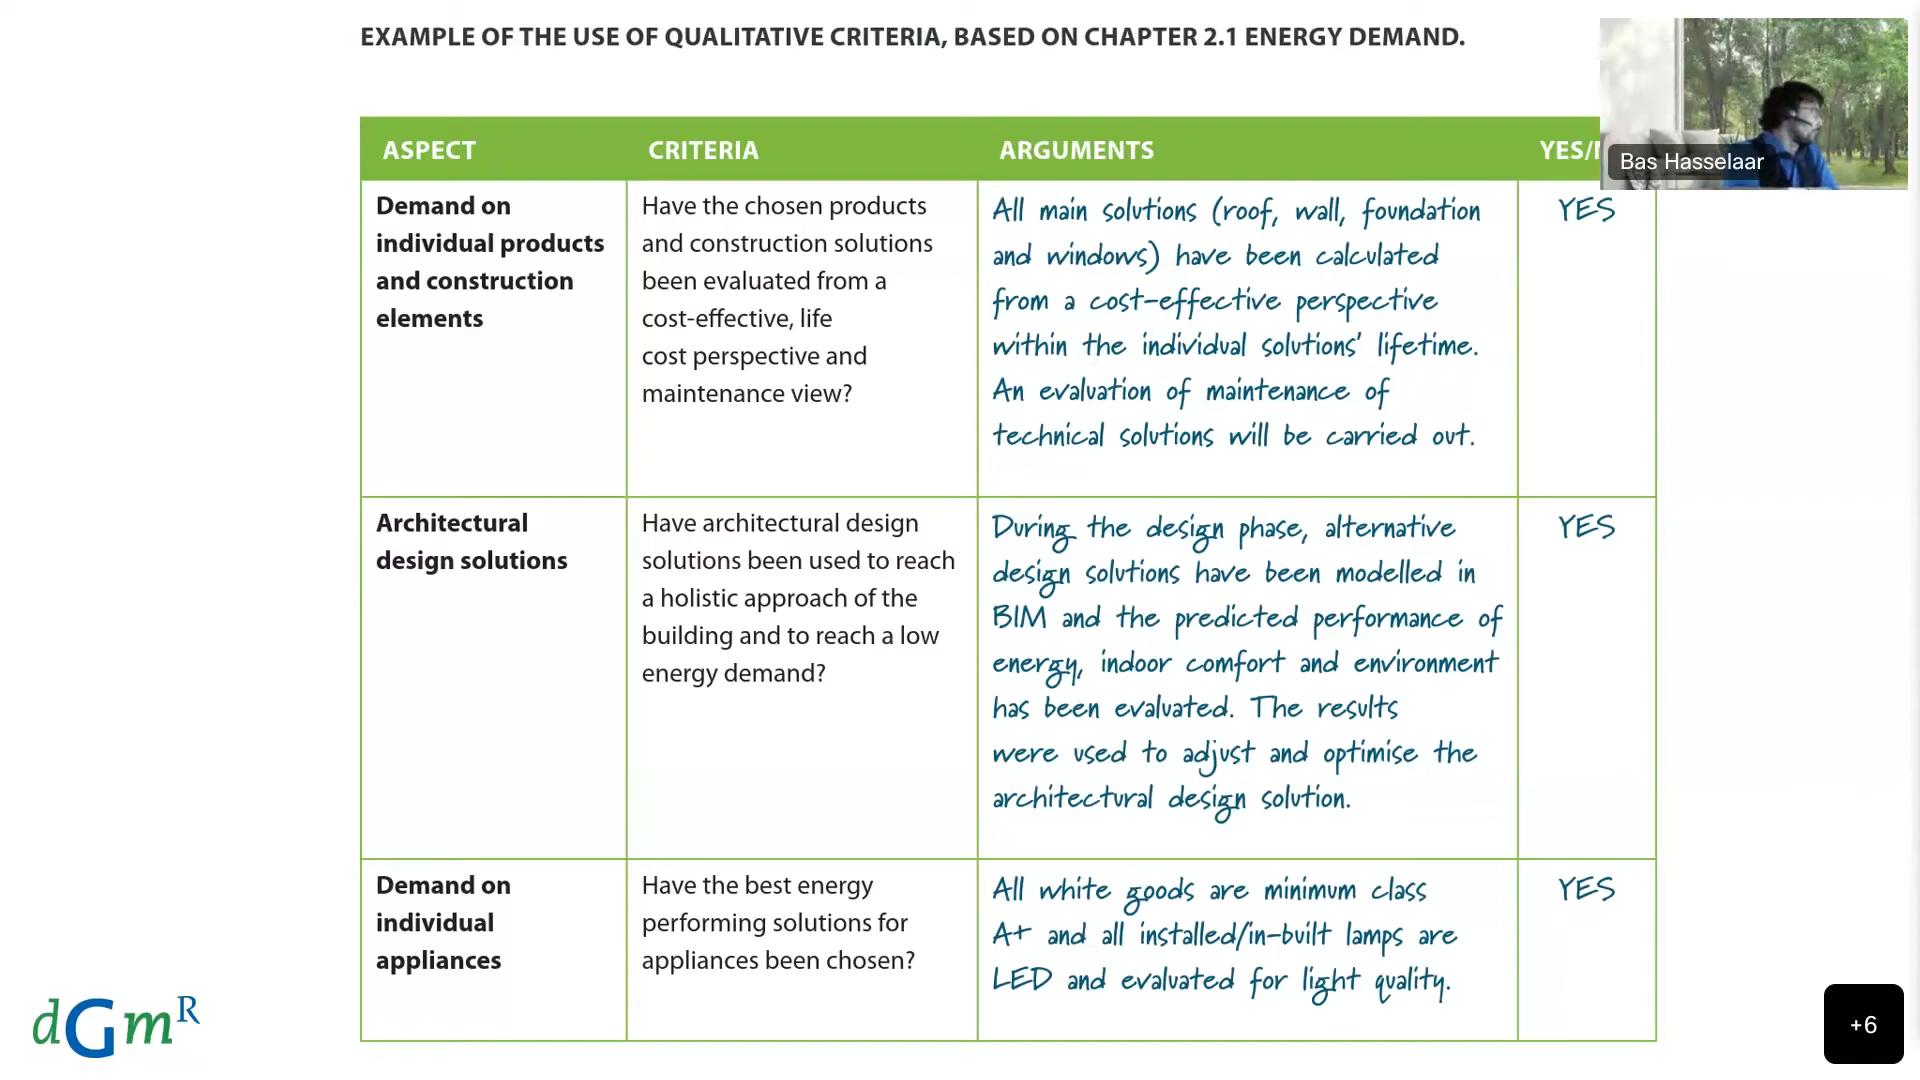 EXAMPLE OF THE USE OF QUALITATIVE CRITERIA, BASED ON CHAPTER 2.1 ENERGY DEMAND.
ASPECT
CRITERIA
ARGUMENTS
YES/
Bas Hasselaar
Demand on
individual products
and construction
elements
Have the chosen products
and construction solutions
been evaluated from a
cost-effective, life
cost perspective and
maintenance view?
All main solutions (roof, wall, foundation
and windows) have been calculated
from a cost-effective perspective
within the individual solutions' lifetime.
An evaluation of maintenance of
technical solutions will be carried out.
YES
Architectural
design solutions
Have architectural design
solutions been used to reach
a holistic approach of the
building and to reach a low
energy demand?
During the design phase, alternative
design solutions have been modelled in
BIM and the predicted performance of
energy, indoor comfort and environment
has been evaluated. The results
were used to adjust and optimise the
architectural design solution.
YES
Demand on
individual
appliances
Have the best energy
performing solutions for
appliances been chosen?
All white goods are minimum class
A+ and all installed/in-built lamps are
LED and evaluated for light quality.
YES
dGmR
+6